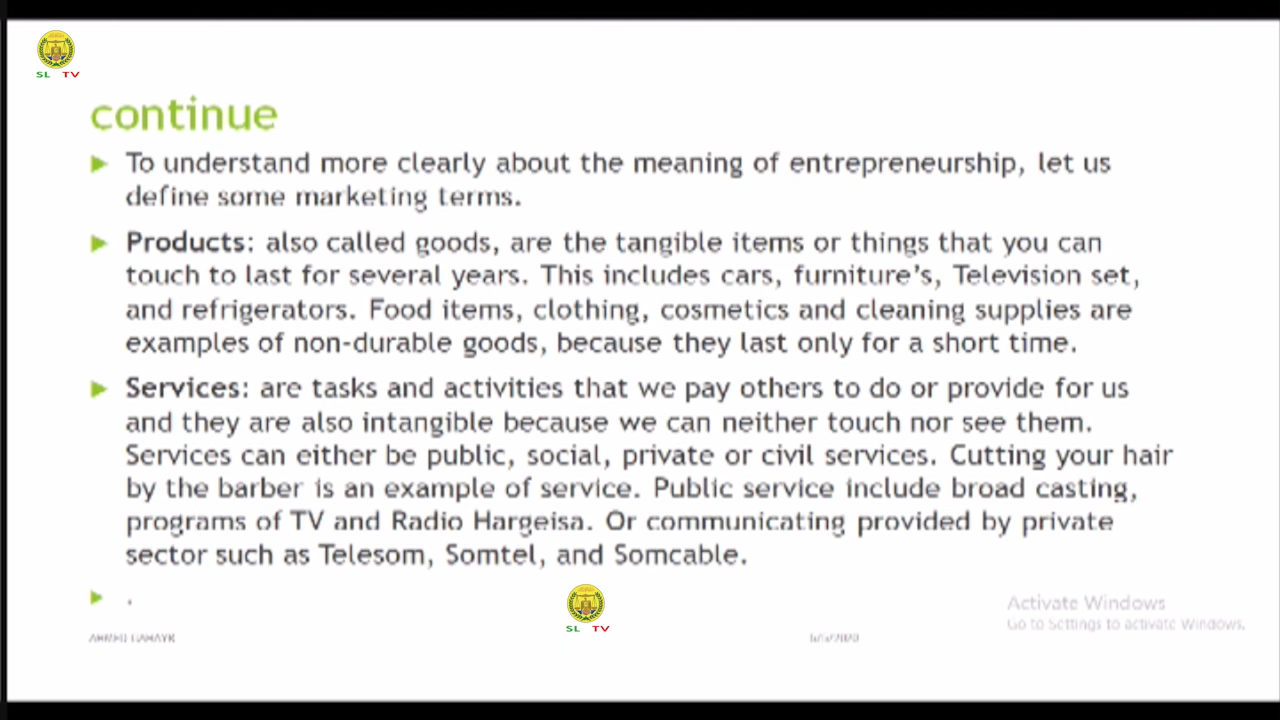 SL TV
continue
To understand more clearly about the meaning of entrepreneurship, let us
define some marketing terms.
Products: also called goods, are the tangible items or things that you can
touch to last for several years. This includes cars, furniture's, Television set,
and refrigerators. Food items, clothing, cosmetics and cleaning supplies are
examples of non-durable goods, because they last only for a short time.
Services: are tasks and activities that we pay others to do or provide for us
and they are also intangible because we can neither touch nor see them.
Services can either be public, social, private or civil services. Cutting your hair
by the barber is an example of service. Public service include broad casting,
programs of TV and Radio Hargeisa. Or communicating provided by private
sector such as Telesom, Somtel, and Somcable.
.
SL TV
Activate Windows
Go to Settings to activate Windows.